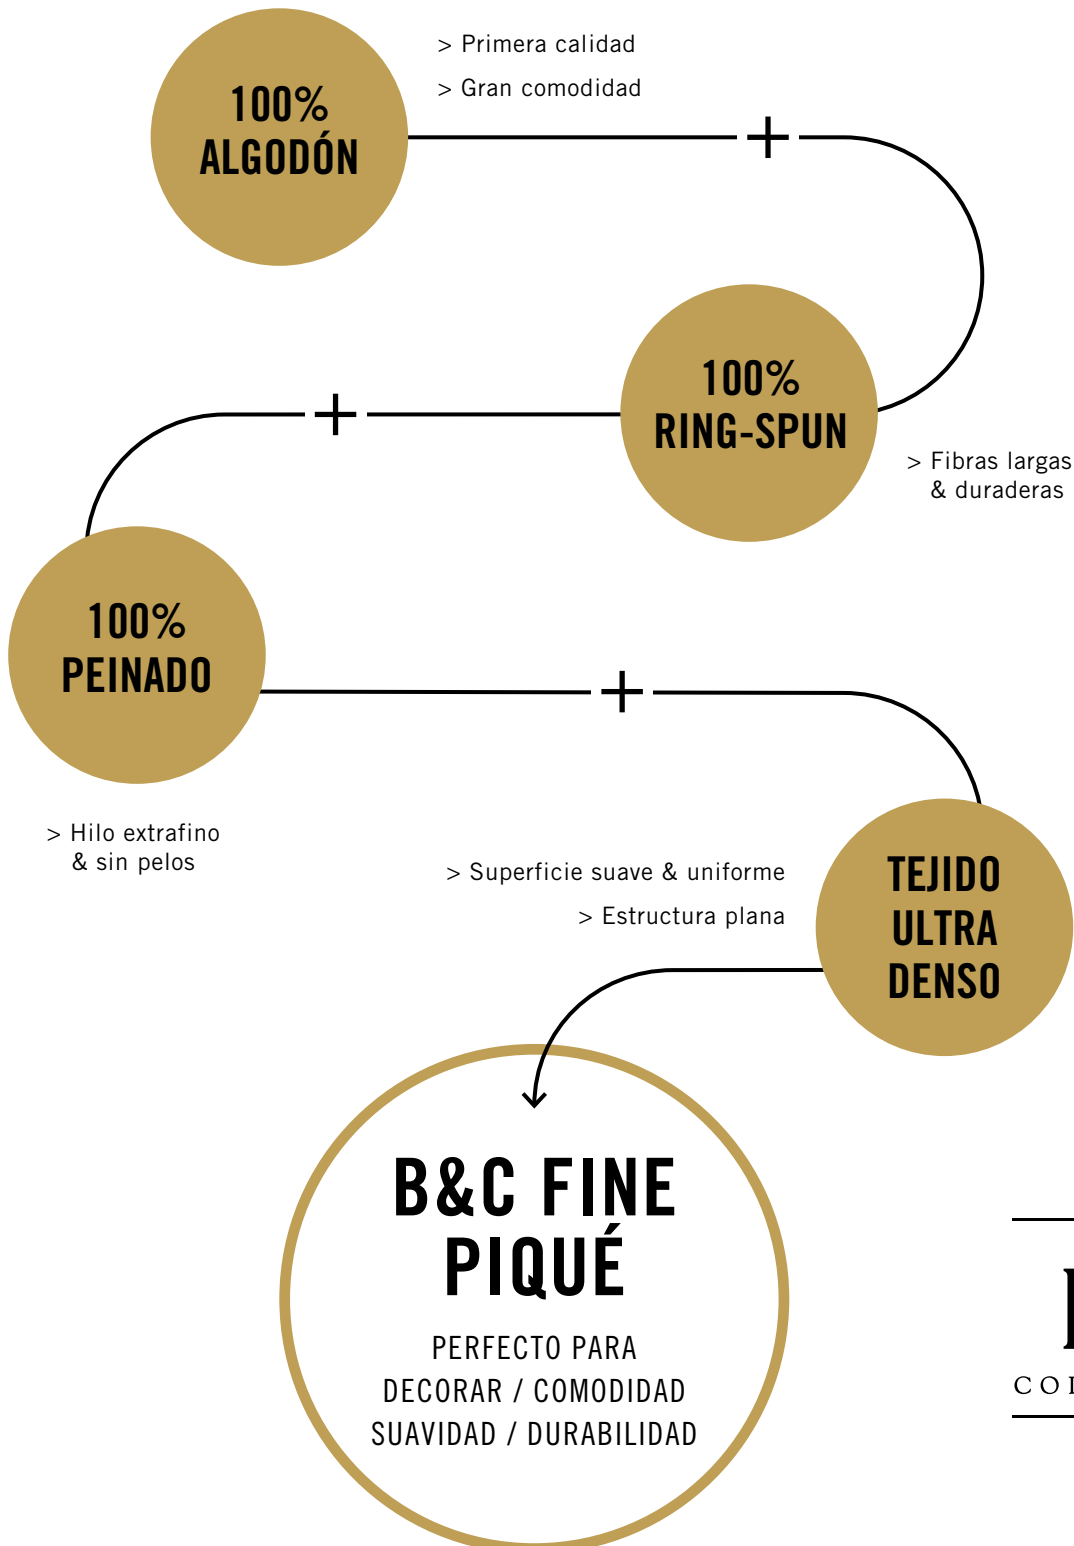 > Primera calidad
> Gran comodidad
100%
ALGODÓN
+
100%
RING-SPUN
> Fibras largas
& duraderas
+
100%
PEINADO
> Hilo extrafino
& sin pelos
+
> Superficie suave & uniforme
> Estructura plana
TEJIDO
ULTRA
DENSO
B&C FINE
PIQUÉ
PERFECTO PARA
DECORAR / COMODIDAD
SUAVIDAD / DURABILIDAD